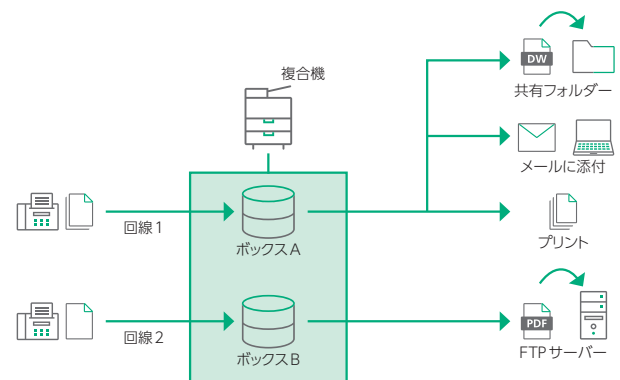 複合機
DW
共有フォルダー
メールに添付
回線1
ボックスA
プリント
回線2
ボックスB
PDF
FTPサーバー